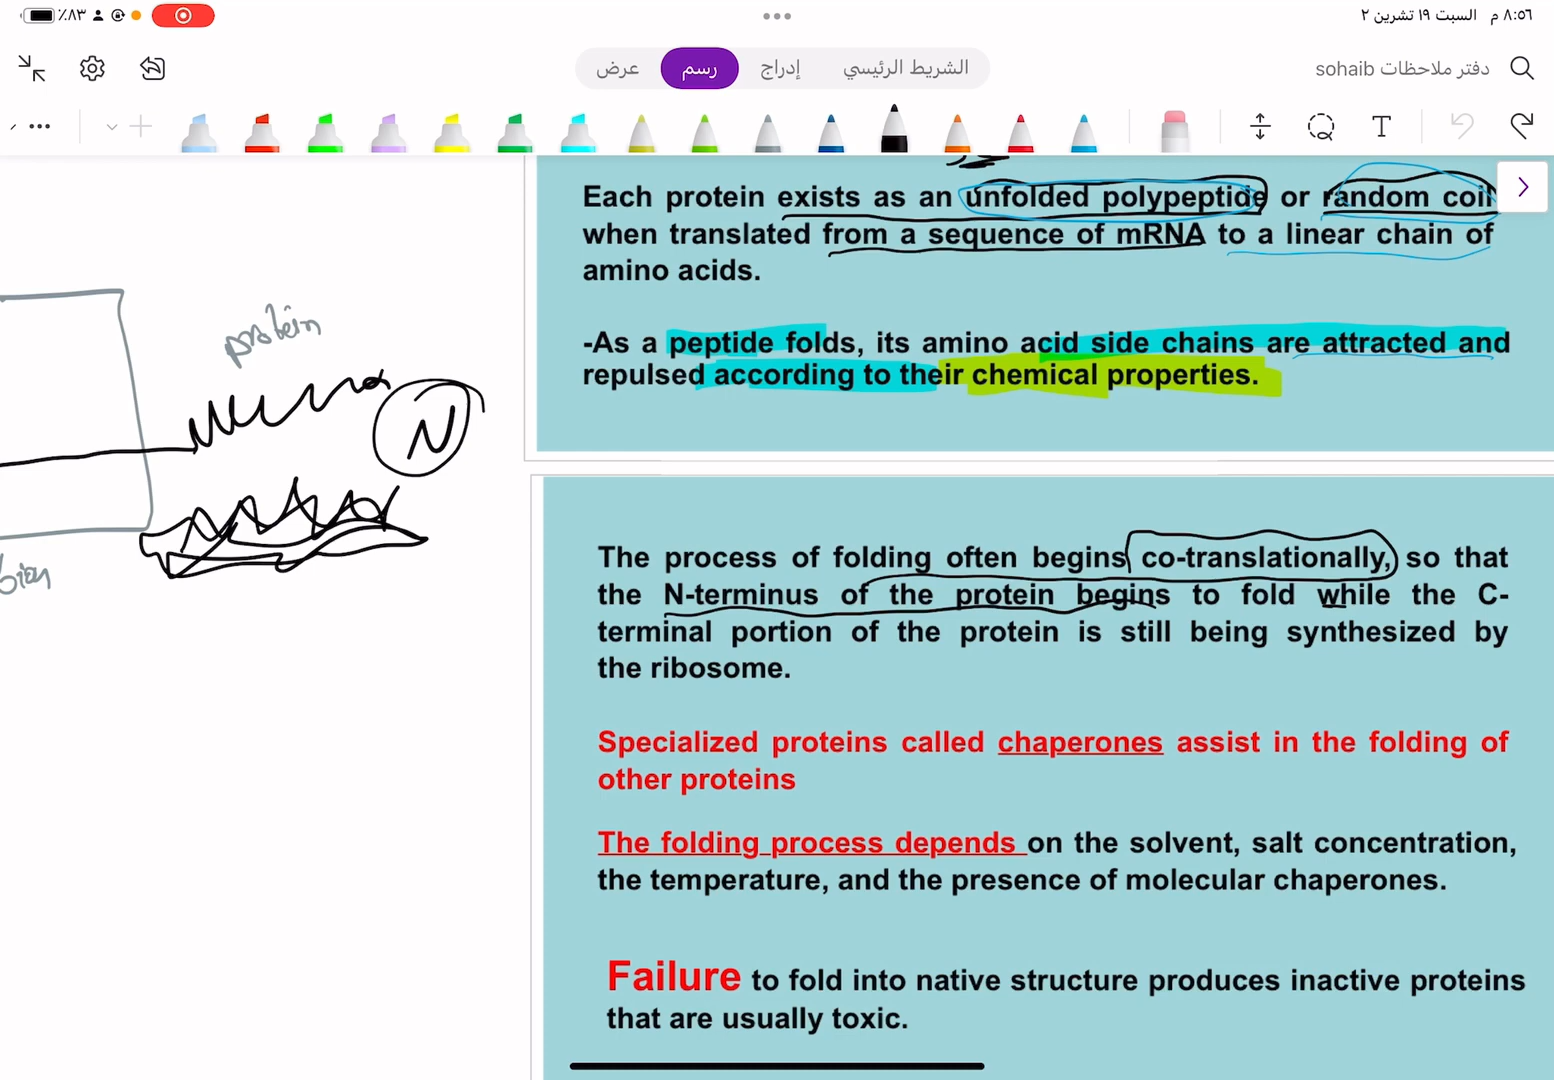 ٪٨٣
٨:٥٦ م السبت ١٩ تشرين ٢
عرض
رسم
إدراج
الشريط الرئيسي
دفتر ملاحظات sohaib
T
Each protein exists as an unfolded polypeptide or random coil
when translated from a sequence of mRNA to a linear chain of
amino acids.
-As a peptide folds, its amino acid side chains are attracted and
repulsed according to their chemical properties.
protein
N
The process of folding often begins co-translationally, so that
the N-terminus of the protein begins to fold while the C-
terminal portion of the protein is still being synthesized by
the ribosome.
Specialized proteins called chaperones assist in the folding of
other proteins
The folding process depends on the solvent, salt concentration,
the temperature, and the presence of molecular chaperones.
Failure to fold into native structure produces inactive proteins
that are usually toxic.